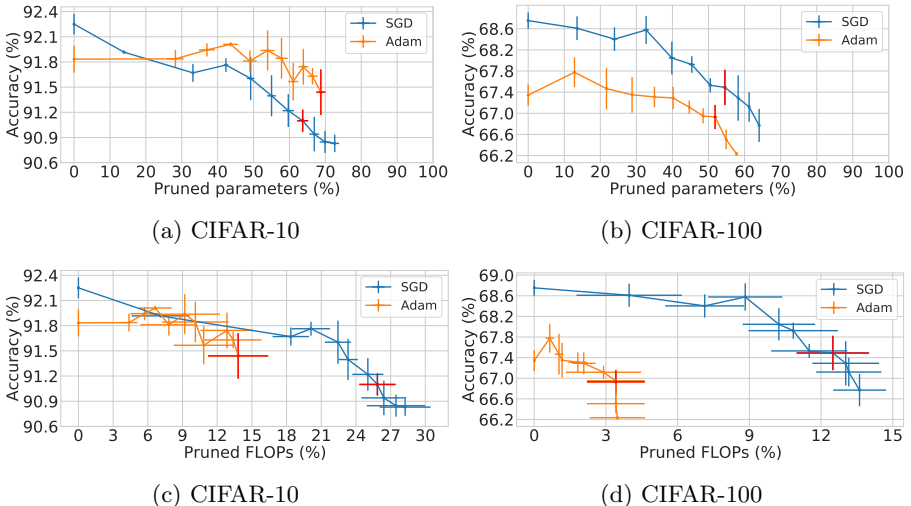 92.4
92.1
91.8
91.5
91.2
90.9
90.6
Accuracy (%)
SGD
Adam
0 10 20 30 40 50 60 70 80 90 100
Pruned parameters (%)
(a) CIFAR-10
68.6
68.2
67.8
67.4
67.0
66.6
66.2
Accuracy (%)
SGD
Adam
0 10 20 30 40 50 60 70 80 90 100
Pruned parameters (%)
(b) CIFAR-100
92.4
92.1
91.8
91.5
91.2
90.9
90.6
Accuracy (%)
SGD
Adam
0 3 6 9 12 15 18 21 24 27 30
Pruned FLOPs (%)
(c) CIFAR-10
69.0
68.6
68.2
67.8
67.4
67.0
66.6
66.2
Accuracy (%)
SGD
Adam
0 3 6 9 12 15
Pruned FLOPs (%)
(d) CIFAR-100